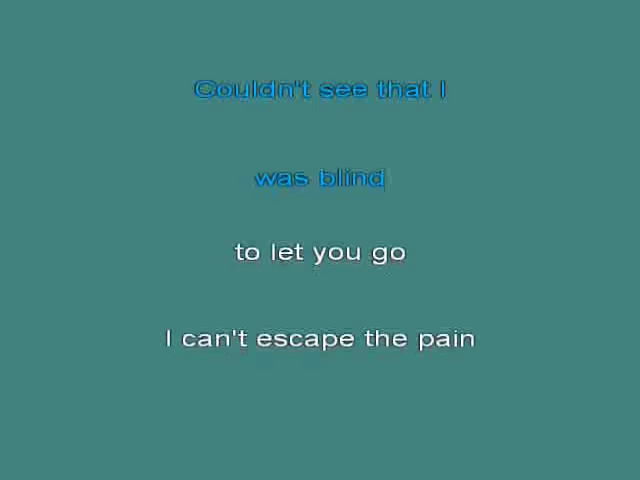 Couldn't see that I
was blind
to let you go
I can't escape the pain